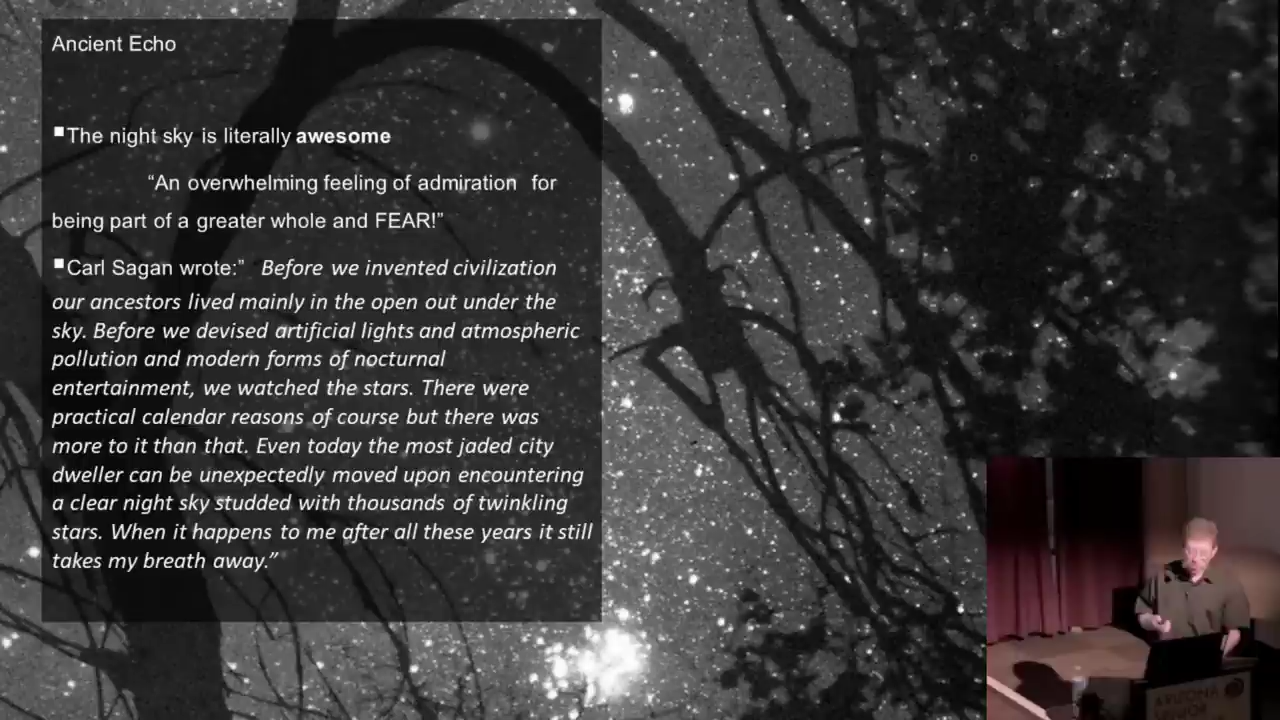 Ancient Echo
▪The night sky is literally awesome
“An overwhelming feeling of admiration for
being part of a greater whole and FEAR!”
▪Carl Sagan wrote:” Before we invented civilization
our ancestors lived mainly in the open out under the
sky. Before we devised artificial lights and atmospheric
pollution and modern forms of nocturnal
entertainment, we watched the stars. There were
practical calendar reasons of course but there was
more to it than that. Even today the most jaded city
dweller can be unexpectedly moved upon encountering
a clear night sky studded with thousands of twinkling
stars. When it happens to me after all these years it still
takes my breath away.”
ARIZONA